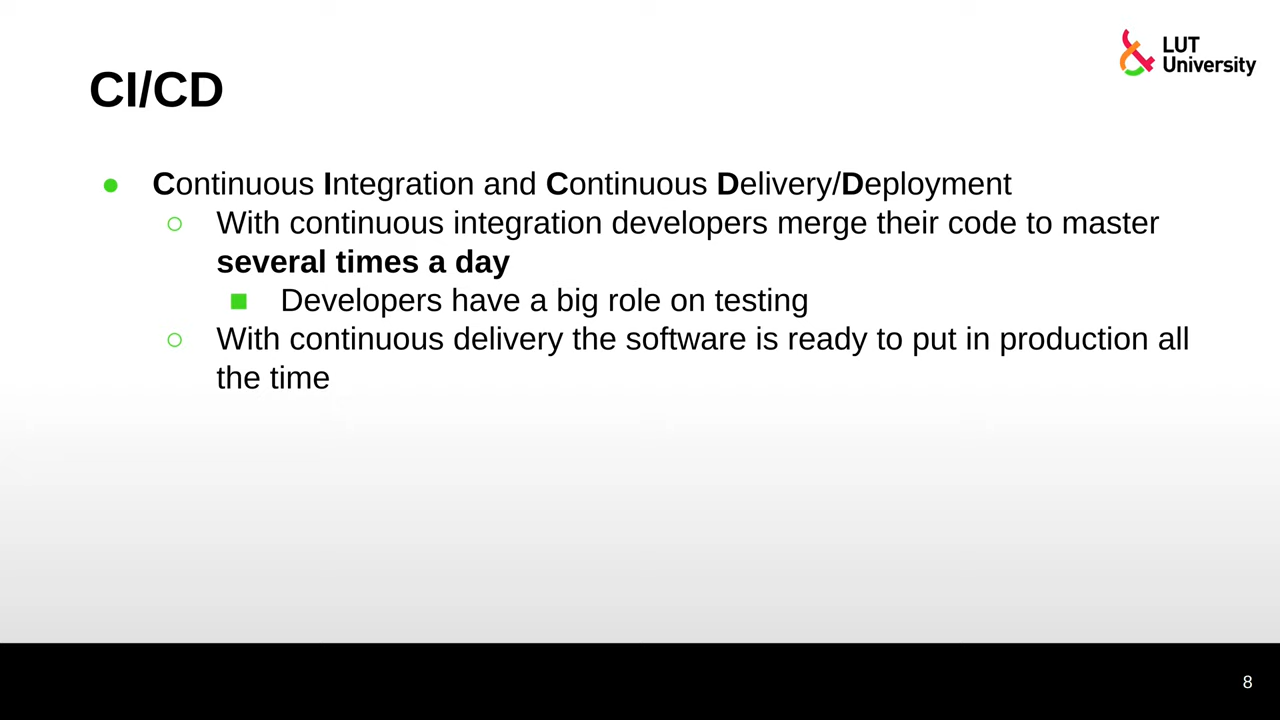 LUT
University
CI/CD
● Continuous Integration and Continuous Delivery/Deployment
○ With continuous integration developers merge their code to master
several times a day
■ Developers have a big role on testing
○ With continuous delivery the software is ready to put in production all
the time
8